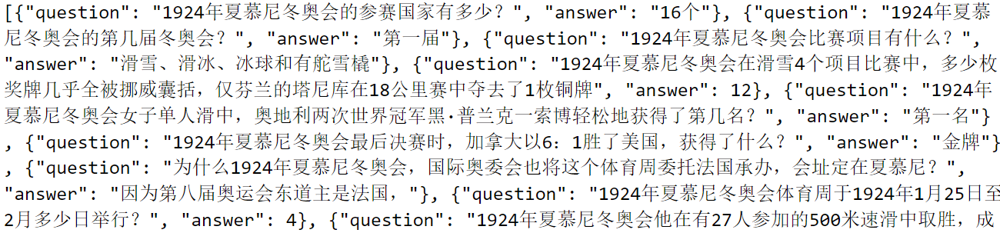 [{"question": "1924年夏慕尼冬奥会的参赛国家有多少？", "answer": "16个"}, {"question": "1924年夏慕
尼冬奥会的第几届冬奥会？", "answer": "第一届"}, {"question": "1924年夏慕尼冬奥会比赛项目有什么？",
"answer": "滑雪、滑冰、冰球和有舵雪橇"}, {"question": "1924年夏慕尼冬奥会在滑雪4个项目比赛中，多少枚
奖牌几乎全被挪威囊括，仅芬兰的塔尼库在18公里赛中夺去了1枚铜牌", "answer": 12}, {"question": "1924年
夏慕尼冬奥会女子单人滑中，奥地利两次世界冠军黑·普兰克一索博轻松地获得了第几名？", "answer": "第一名"}
, {"question": "1924年夏慕尼冬奥会最后决赛时，加拿大以6：1胜了美国，获得了什么？", "answer": "金牌"}
, {"question": "为什么1924年夏慕尼冬奥会，国际奥委会也将这个体育周委托法国承办，会址定在夏慕尼？",
"answer": "因为第八届奥运会东道主是法国，"}, {"question": "1924年夏慕尼冬奥会体育周于1924年1月25日至
2月多少日举行？", "answer": 4}, {"question": "1924年夏慕尼冬奥会他在有27人参加的500米速滑中取胜，成